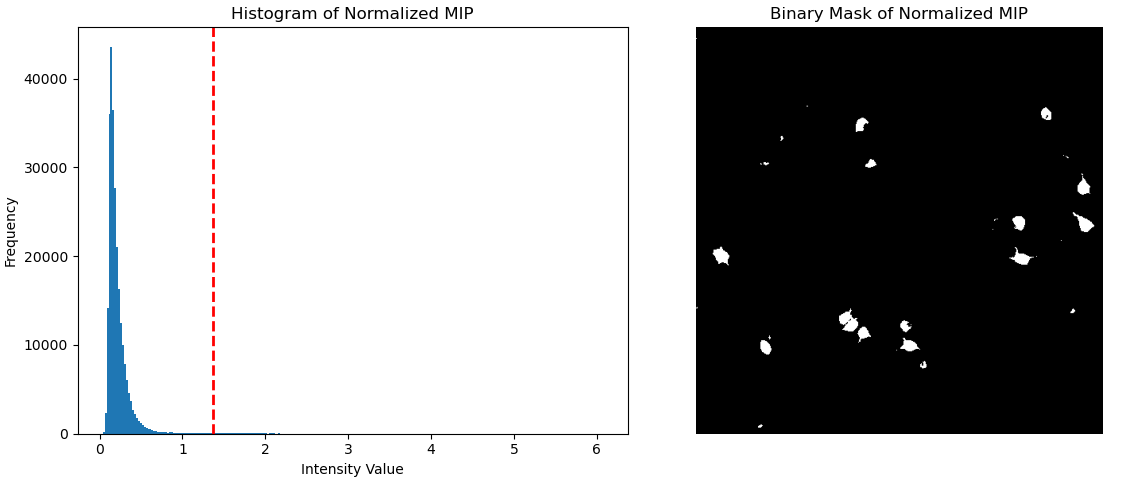 Histogram of Normalized MIP
Frequency
40000
30000
20000
10000
0
0 1 2 3 4 5 6
Intensity Value
Binary Mask of Normalized MIP